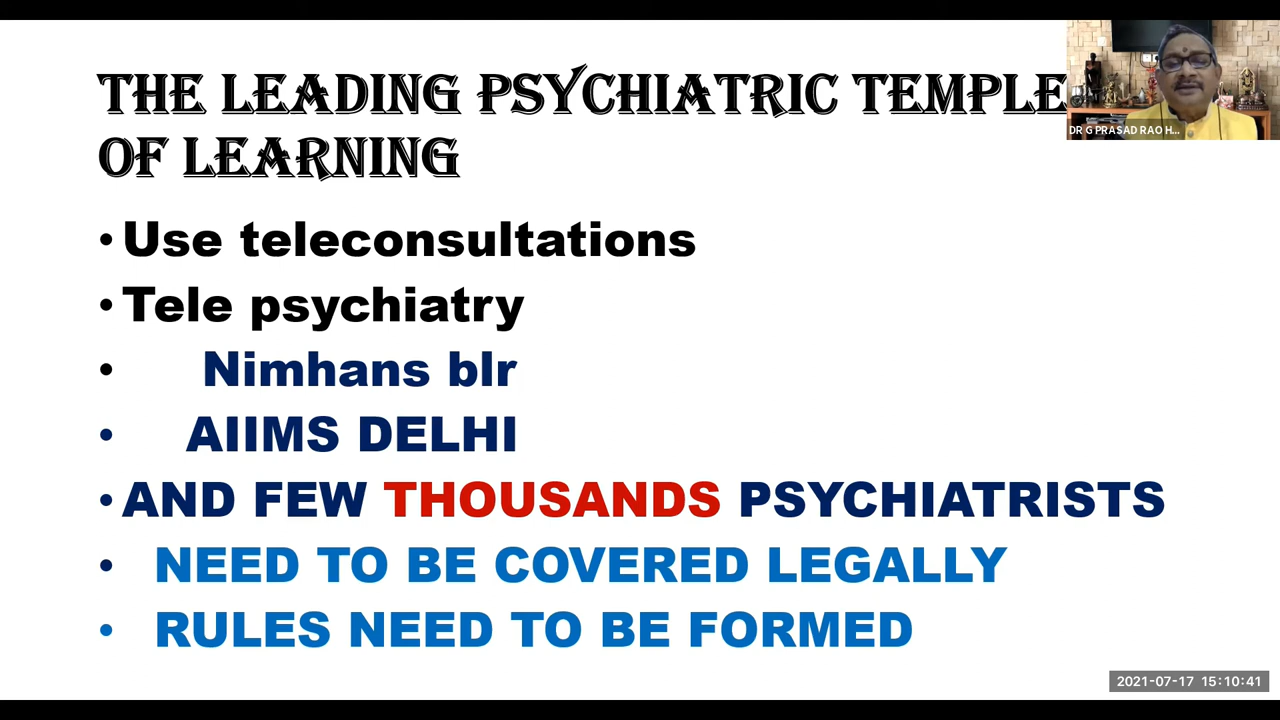 THE LEADING PSYCHIATRIC TEMPLE
OF LEARNING
• Use teleconsultations
• Tele psychiatry
• Nimhans blr
• AIIMS DELHI
• AND FEW THOUSANDS PSYCHIATRISTS
• NEED TO BE COVERED LEGALLY
• RULES NEED TO BE FORMED
DR G PRASAD RAO H...
2021-07-17 15:10:41